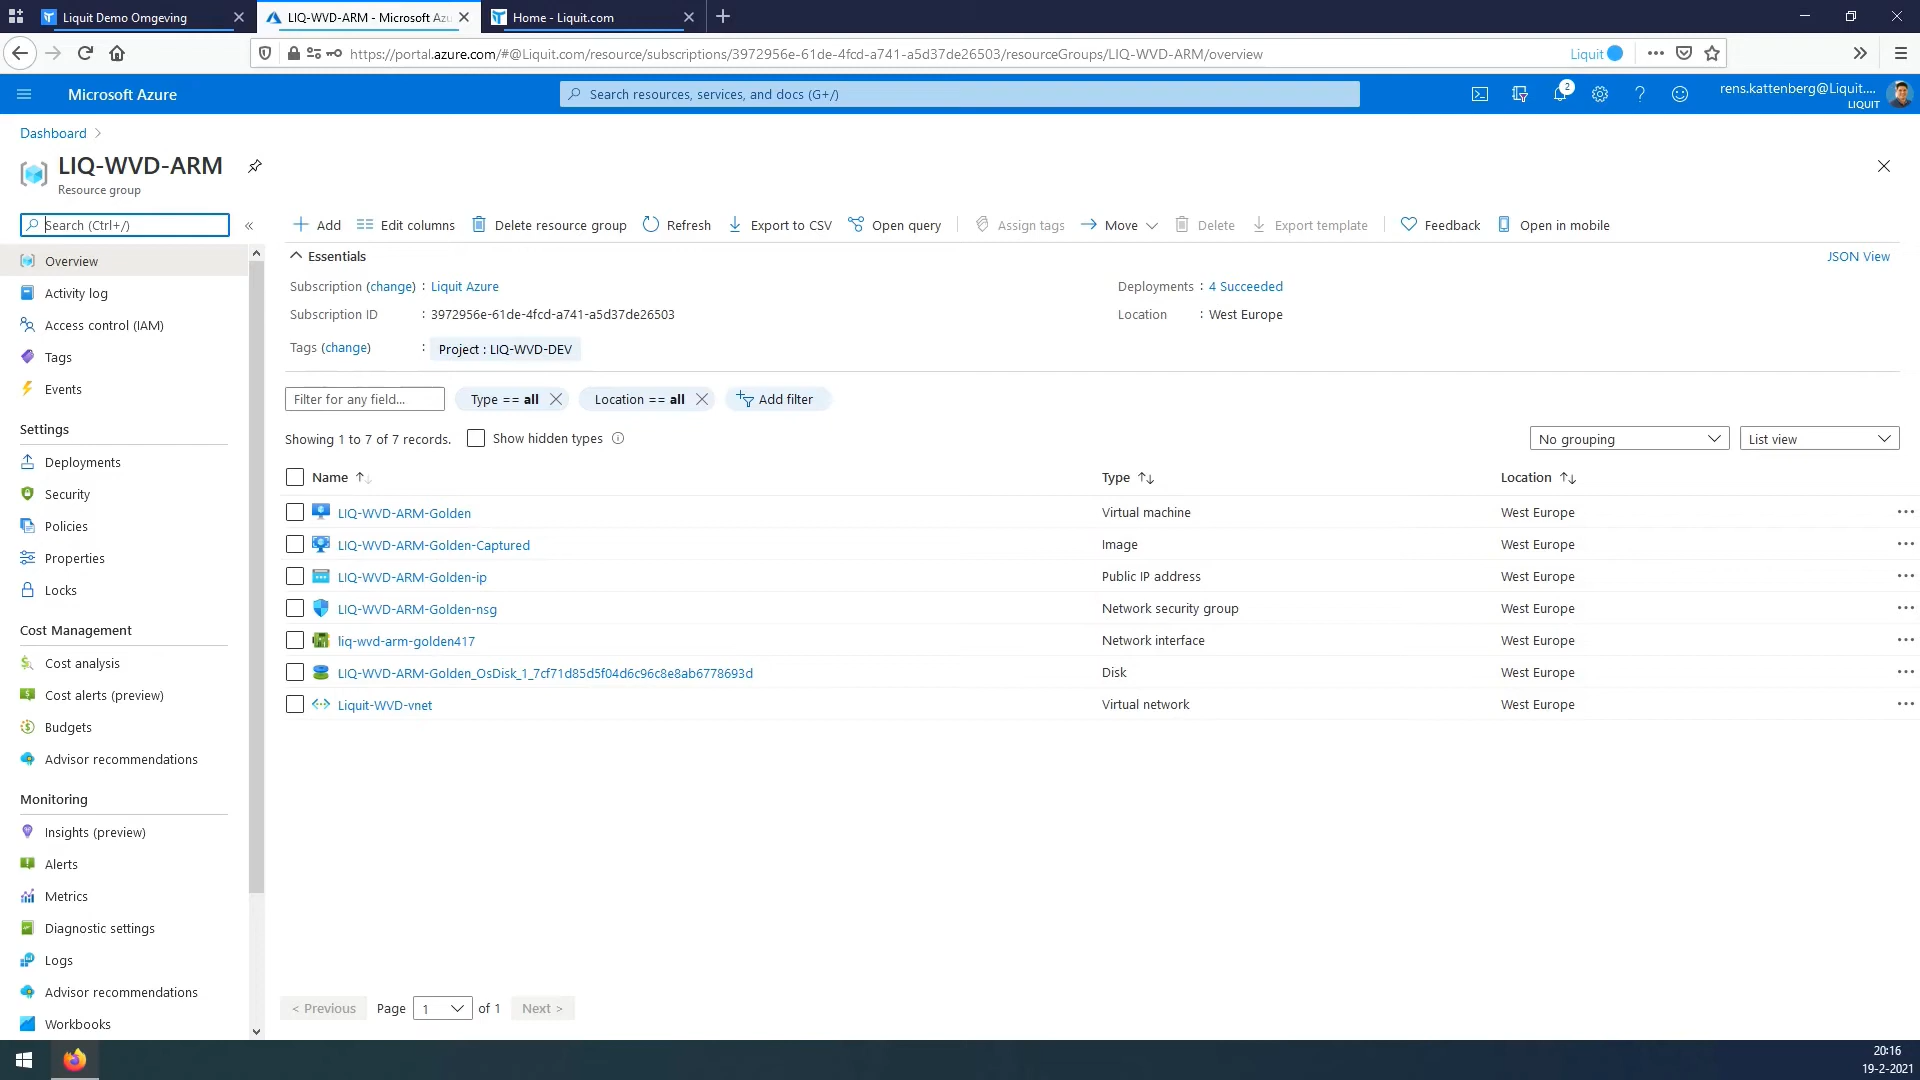 Liquit Demo Omgeving
LIQ-WVD-ARM - Microsoft Azu
Home - Liquit.com
https://portal.azure.com/#@Liquit.com/resource/subscriptions/3972956e-61de-4fcd-a741-a5d37de26503/resourceGroups/LIQ-WVD-ARM/overview
Liquit
Microsoft Azure
Search resources, services, and docs (G+/)
2
rens.kattenberg@Liquit....
LIQUIT
Dashboard
LIQ-WVD-ARM
Resource group
Search (Ctrl+/)
«
Add
Edit columns
Delete resource group
Refresh
Export to CSV
Open query
Assign tags
Move
Delete
Export template
Feedback
Open in mobile
Overview
Activity log
Access control (IAM)
Tags
Events
Settings
Deployments
Security
Policies
Properties
Locks
Cost Management
Cost analysis
Cost alerts (preview)
Budgets
Advisor recommendations
Monitoring
Insights (preview)
Alerts
Metrics
Diagnostic settings
Logs
Advisor recommendations
Workbooks
Essentials
JSON View
Subscription (change) : Liquit Azure
Deployments : 4 Succeeded
Subscription ID : 3972956e-61de-4fcd-a741-a5d37de26503
Location : West Europe
Tags (change) : Project : LIQ-WVD-DEV
Filter for any field...
Type == all
Location == all
Add filter
Showing 1 to 7 of 7 records.
Show hidden types
No grouping
List view
Name Type Location
LIQ-WVD-ARM-Golden Virtual machine West Europe
LIQ-WVD-ARM-Golden-Captured Image West Europe
LIQ-WVD-ARM-Golden-ip Public IP address West Europe
LIQ-WVD-ARM-Golden-nsg Network security group West Europe
liq-wvd-arm-golden417 Network interface West Europe
LIQ-WVD-ARM-Golden_OsDisk_1_7cf71d85d5f04d6c96c8e8ab6778693d Disk West Europe
Liquit-WVD-vnet Virtual network West Europe
< Previous Page 1 of 1 Next >
20:16
19-2-2021